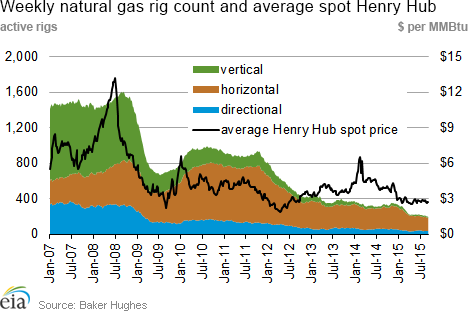 Weekly natural gas rig count and average spot Henry Hub
active rigs
$ per MMBtu
2,000
1,600
1,200
800
400
0
$15
$12
$9
$6
$3
$0
vertical
horizontal
directional
average Henry Hub spot price
Jan-07
Jul-07
Jan-08
Jul-08
Jan-09
Jul-09
Jan-10
Jul-10
Jan-11
Jul-11
Jan-12
Jul-12
Jan-13
Jul-13
Jan-14
Jul-14
Jan-15
Jul-15
eia
Source: Baker Hughes